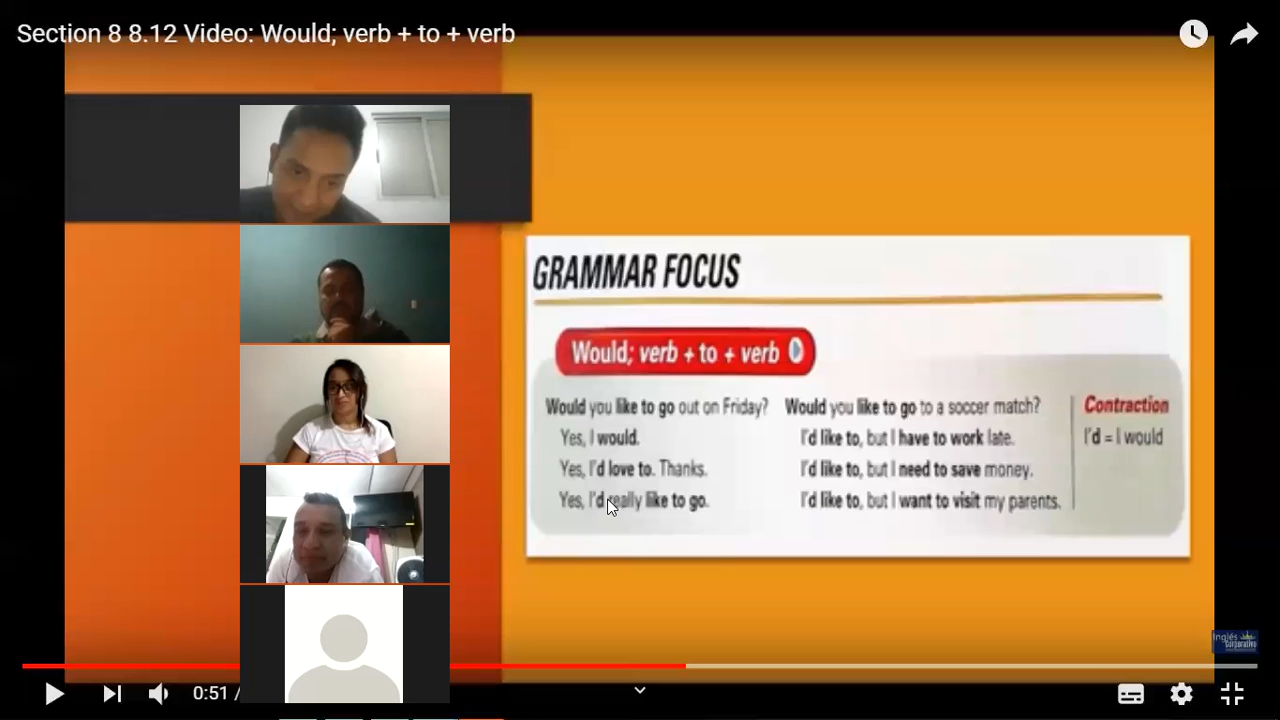 Section 8 8.12 Video: Would; verb + to + verb
GRAMMAR FOCUS
Would; verb + to + verb
Would you like to go out on Friday?
Yes, I would.
Yes, I'd love to. Thanks.
Yes, I'd really like to go.
Would you like to go to a soccer match?
I'd like to, but I have to work late.
I'd like to, but I need to save money.
I'd like to, but I want to visit my parents.
Contraction
I'd = I would
Inglés
corporativo
0:51 /